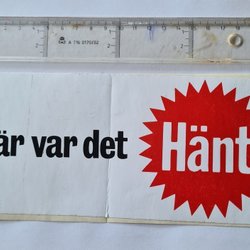 är var det Hänt